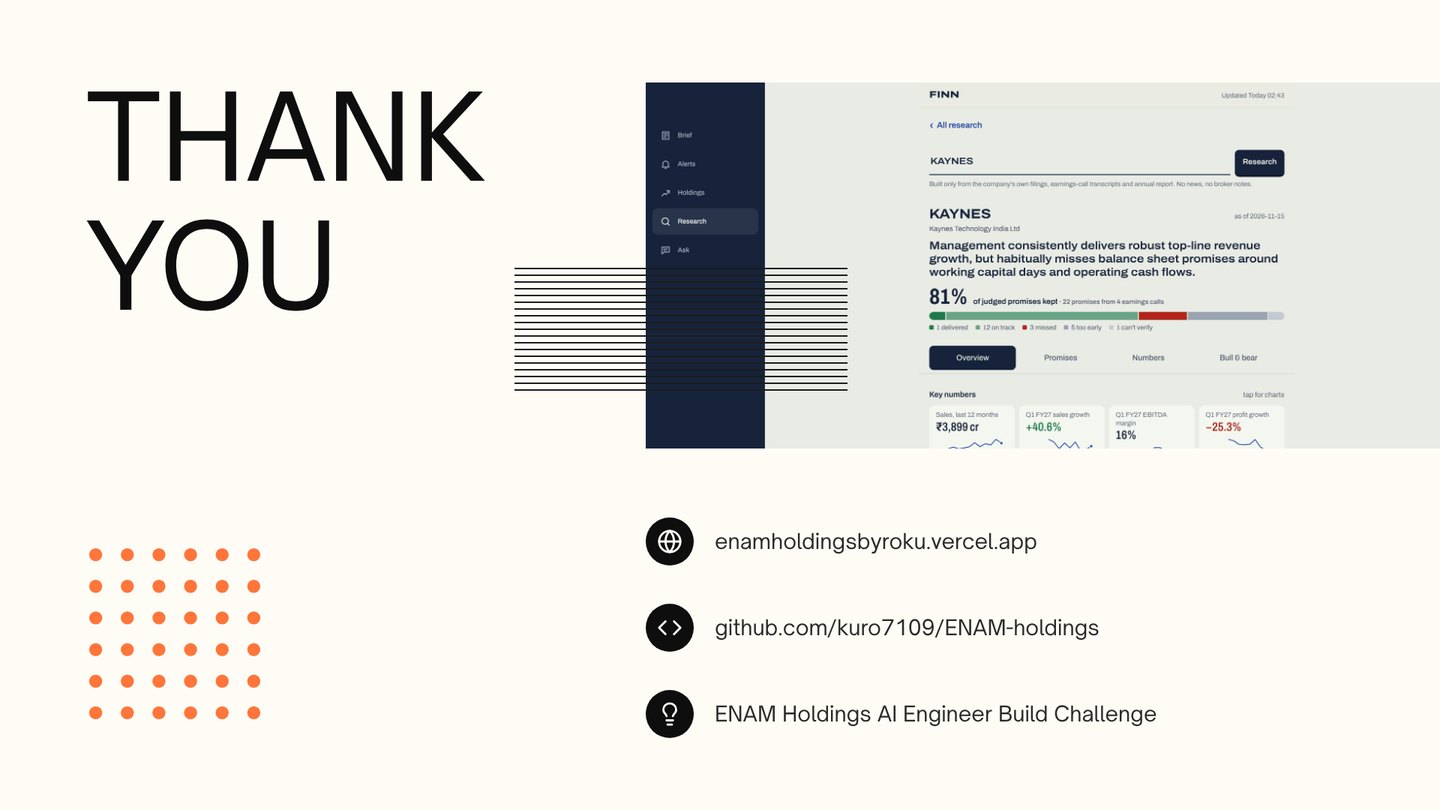 THANK
YOU
Brief
Alerts
Holdings
Research
Ask
FINN
Updated Today 02:43
‹ All research
KAYNES
Research
Built only from the company's own filings, earnings-call transcripts and annual report. No news, no broker notes.
KAYNES
as of 2026-11-15
Kaynes Technology India Ltd
Management consistently delivers robust top-line revenue
growth, but habitually misses balance sheet promises around
working capital days and operating cash flows.
81% of judged promises kept · 22 promises from 4 earnings calls
1 delivered 12 on track 3 missed 5 too early 1 can't verify
Overview Promises Numbers Bull & bear
Key numbers
tap for charts
Sales, last 12 months
₹3,899 cr
Q1 FY27 sales growth
+40.6%
Q1 FY27 EBITDA
margin
16%
Q1 FY27 profit growth
−25.3%
enamholdingsbyroku.vercel.app
github.com/kuro7109/ENAM-holdings
ENAM Holdings AI Engineer Build Challenge